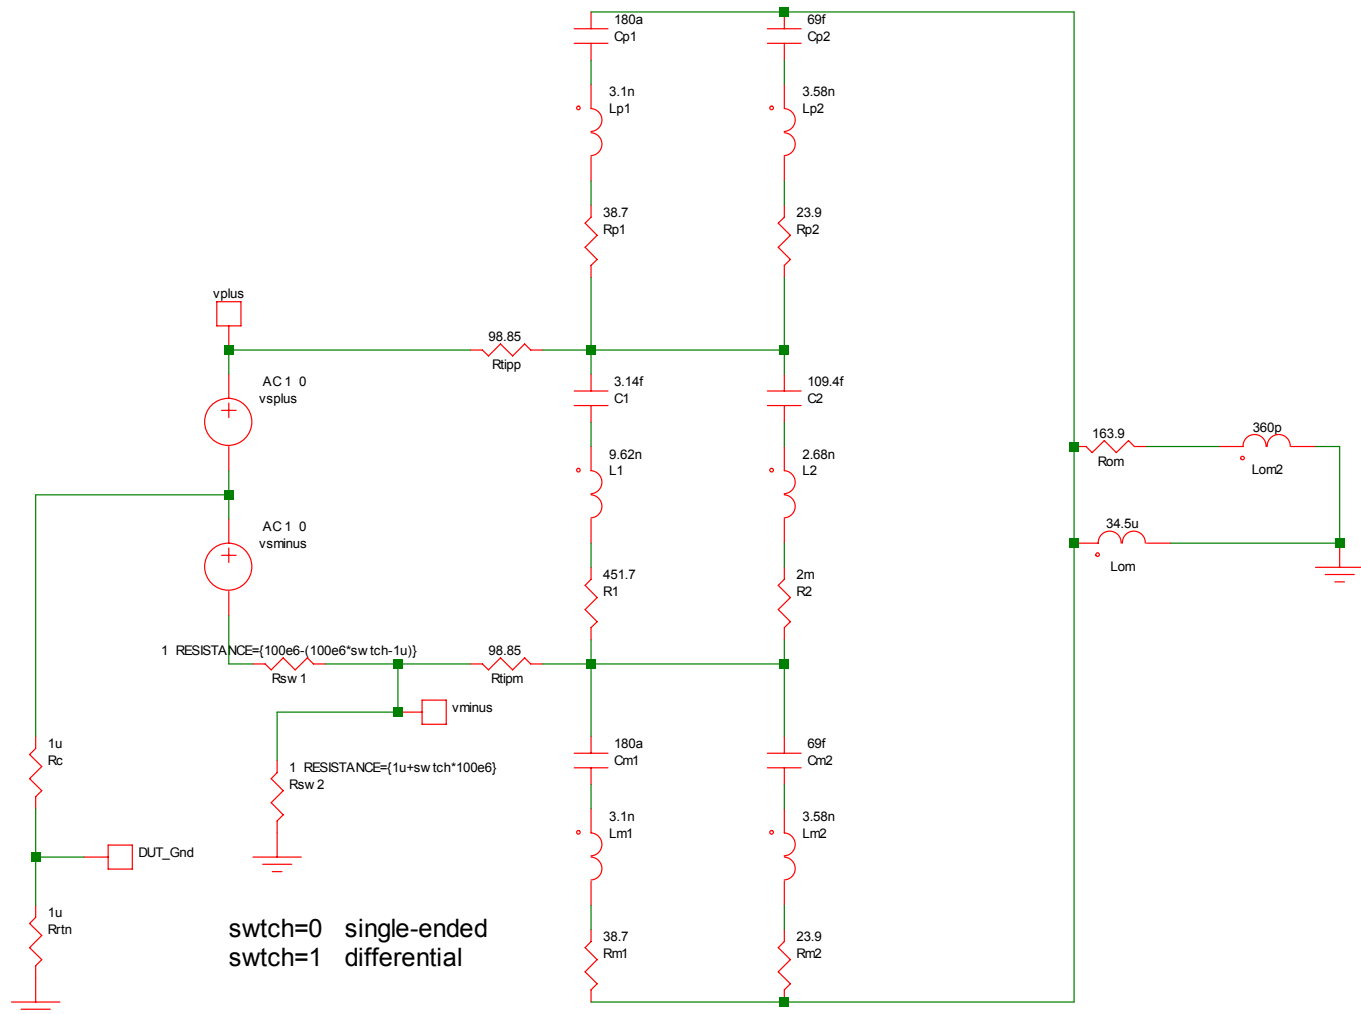 180a
Cp1
69f
Cp2
3.1n
Lp1
3.58n
Lp2
38.7
Rp1
23.9
Rp2
vplus
98.85
Rtipp
AC 1 0
vsplus
3.14f
C1
109.4f
C2
163.9
Rom
360p
Lom2
9.62n
L1
2.68n
L2
AC 1 0
vsminus
34.5u
Lom
451.7
R1
2m
R2
1 RESISTANCE={100e6-(100e6*swtch-1u)}
Rsw1
98.85
Rtipm
vminus
1u
Rc
1 RESISTANCE={1u+swtch*100e6}
Rsw2
180a
Cm1
69f
Cm2
3.1n
Lm1
3.58n
Lm2
DUT_Gnd
1u
Rrtn
38.7
Rm1
23.9
Rm2
swtch=0 single-ended
swtch=1 differential